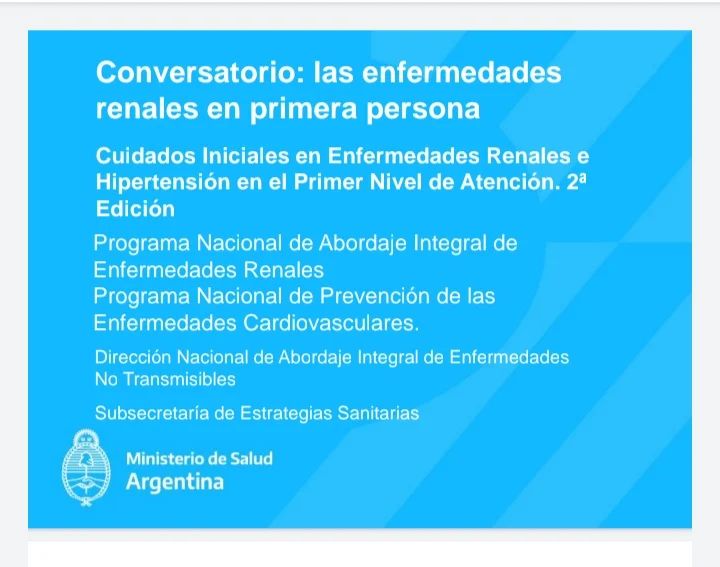 Conversatorio: las enfermedades
renales en primera persona
Cuidados Iniciales en Enfermedades Renales e
Hipertensión en el Primer Nivel de Atención. 2ª
Edición
Programa Nacional de Abordaje Integral de
Enfermedades Renales
Programa Nacional de Prevención de las
Enfermedades Cardiovasculares.
Dirección Nacional de Abordaje Integral de Enfermedades
No Transmisibles
Subsecretaría de Estrategias Sanitarias
Ministerio de Salud
Argentina